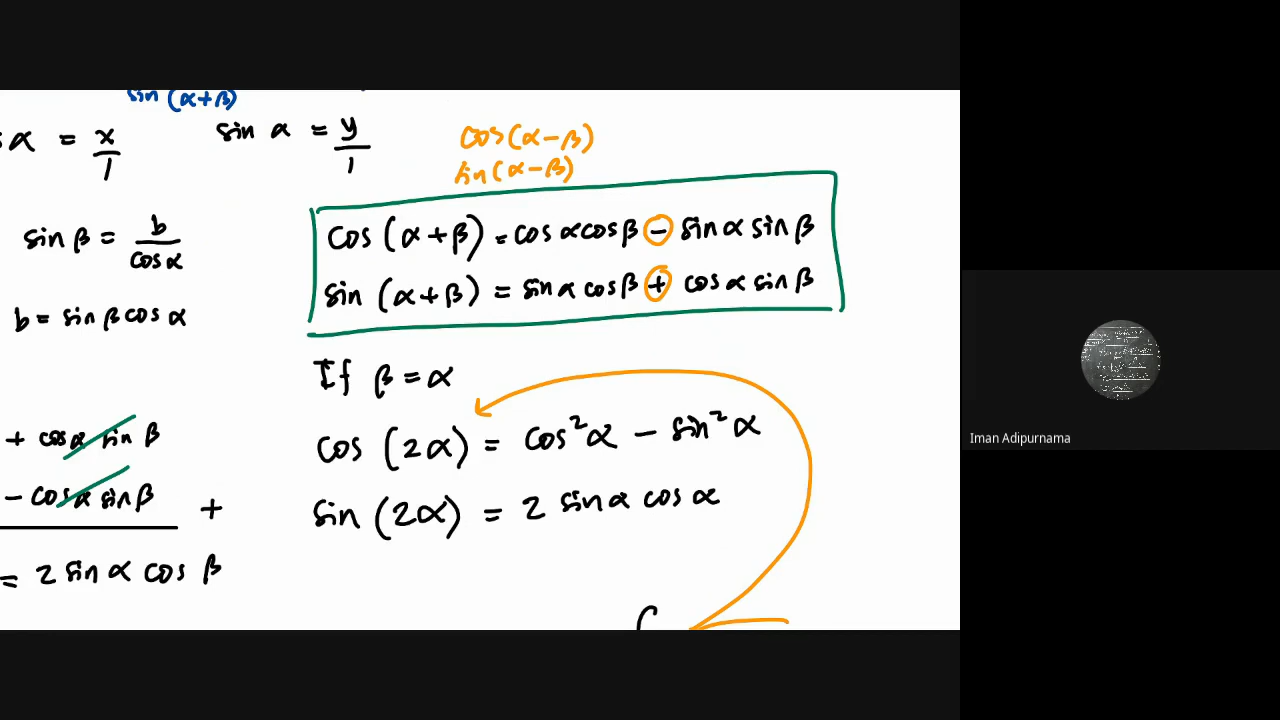 sin (α+β)
α = x/1
sin α = y/1
cos(α-β)
sin(α-β)
sin β = b/cos α
cos (α+β) = cos α cos β - sin α sin β
sin (α+β) = sin α cos β + cos α sin β
b = sin β cos α
If β = α
+ cos α sin β
cos (2α) = cos²α - sin²α
- cos α sin β
+
sin (2α) = 2 sin α cos α
= 2 sin α cos β
Iman Adipurnama